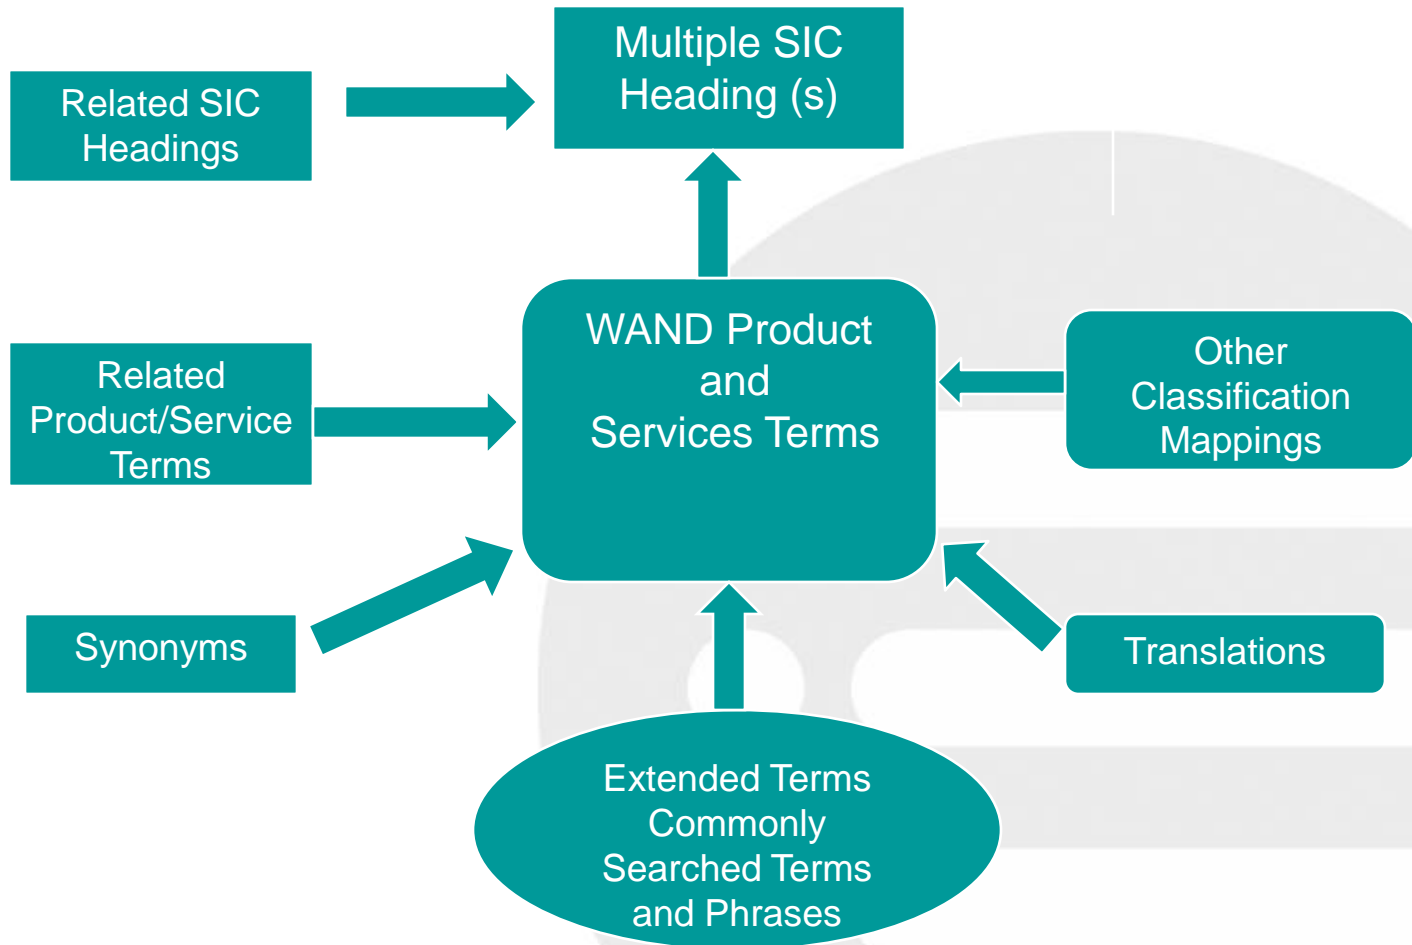 Multiple SIC
Heading (s)
Related SIC
Headings
WAND Product
and
Services Terms
Related
Product/Service
Terms
Other
Classification
Mappings
Synonyms
Translations
Extended Terms
Commonly
Searched Terms
and Phrases